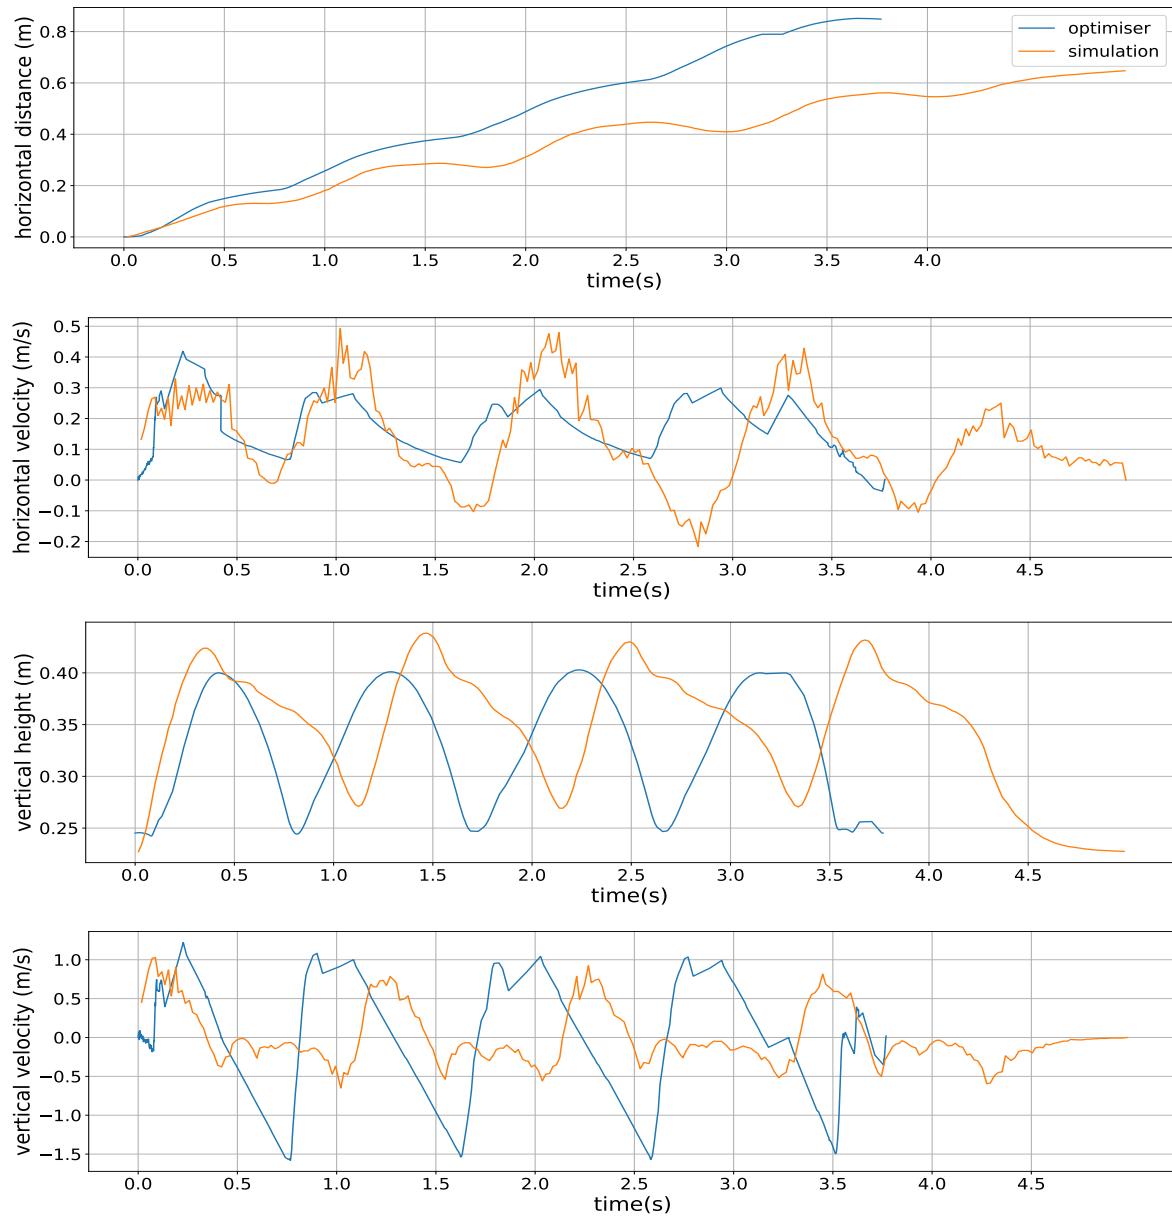 horizontal distance (m)
0.8
0.6
0.4
0.2
0.0
optimiser
simulation
0.0 0.5 1.0 1.5 2.0 2.5 3.0 3.5 4.0
time(s)
horizontal velocity (m/s)
0.5
0.4
0.3
0.2
0.1
0.0
−0.1
−0.2
0.0 0.5 1.0 1.5 2.0 2.5 3.0 3.5 4.0 4.5
time(s)
vertical height (m)
0.40
0.35
0.30
0.25
0.0 0.5 1.0 1.5 2.0 2.5 3.0 3.5 4.0 4.5
time(s)
vertical velocity (m/s)
1.0
0.5
0.0
−0.5
−1.0
−1.5
0.0 0.5 1.0 1.5 2.0 2.5 3.0 3.5 4.0 4.5
time(s)